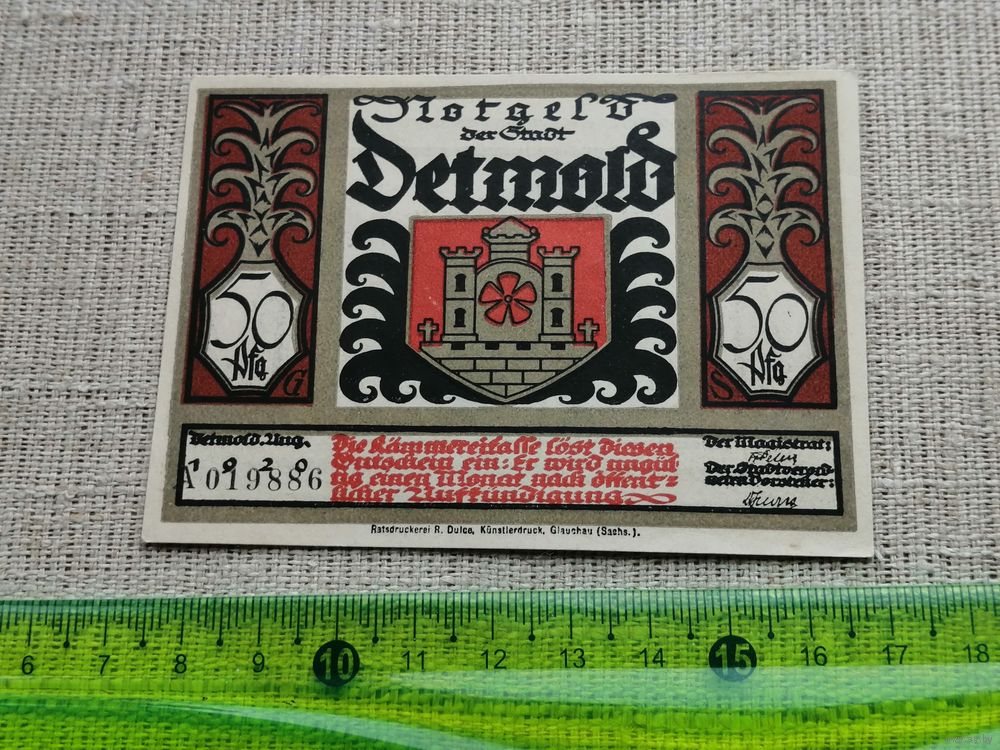 Notgeld
der Stadt
Detmold
50
Pfg
G
50
Pfg
S
Detmold. Aug.
1920
A 019886
Die Kämmereikasse löst diesen
Gutschein ein: Er wird ungül
tig einen Monat nach öffent=
licher Aufkündigung
Der Magistrat:
Der Stadtverord
neten Vorsteher:
Ratsdruckerei R. Dulce, Künstlerdruck, Glauchau (Sachs.).
6 7 8 9 10 11 12 13 14 15 16 17 18